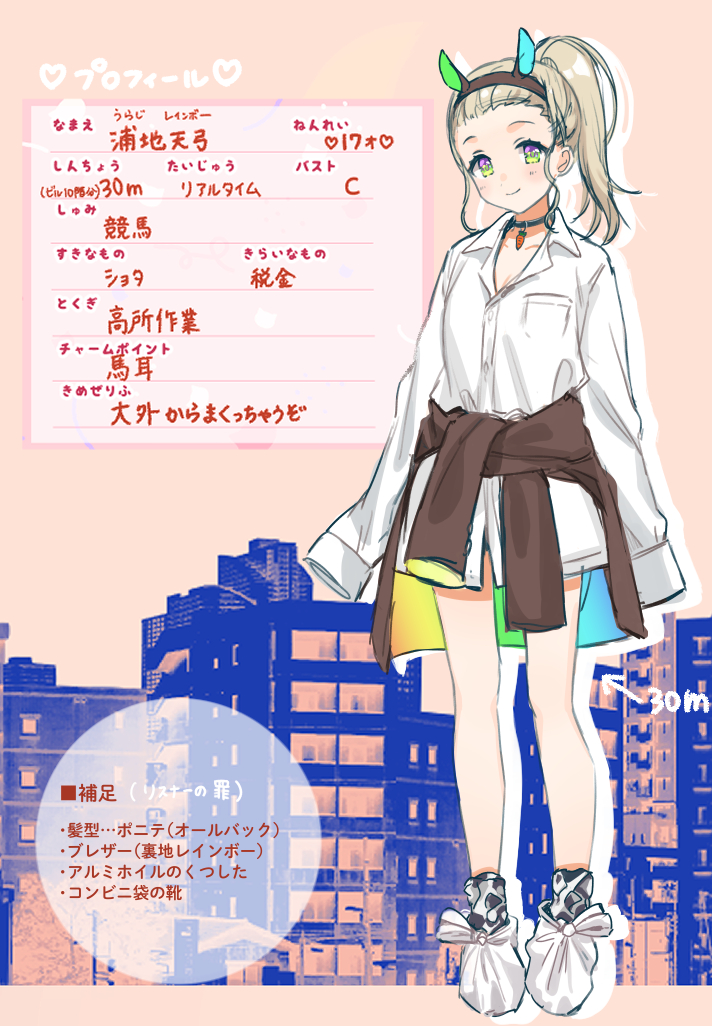 ♡プロフィール♡
うらじ レインボー
なまえ 浦地天弓 ねんれい ♡17才♡
しんちょう たいじゅう バスト
(ビル10階分)30m リアルタイム C
しゅみ
競馬
すきなもの きらいなもの
ショタ 税金
とくぎ
高所作業
チャームポイント
馬耳
きめぜりふ
大外からまくっちゃうぞ
30m
■補足(リスナーの罪)
・髪型…ポニテ(オールバック)
・ブレザー(裏地レインボー)
・アルミホイルのくつした
・コンビニ袋の靴